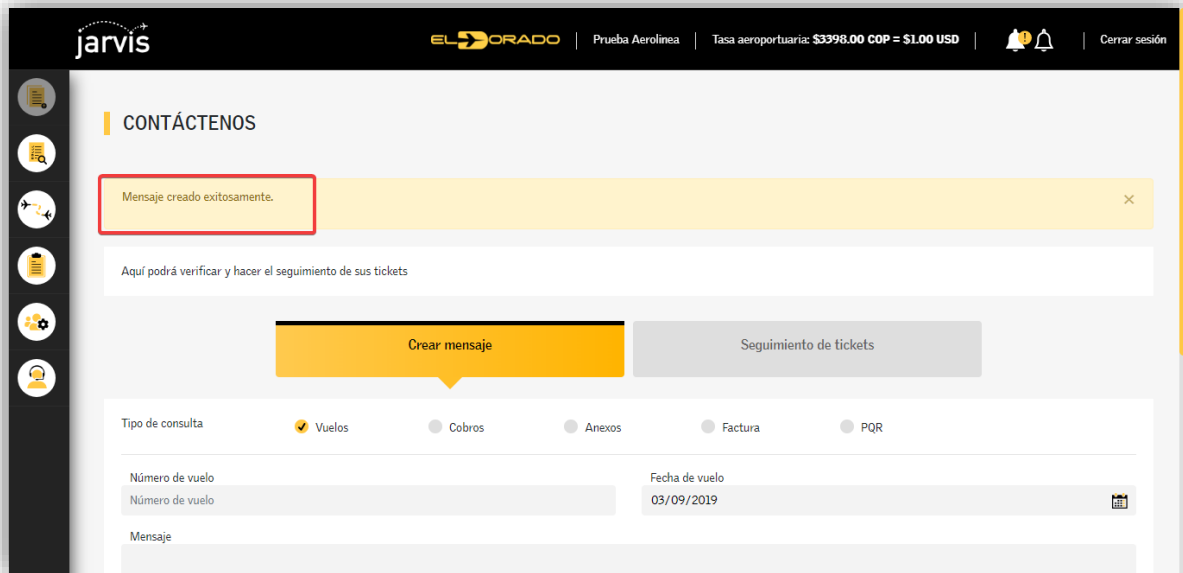 jarvis
EL DORADO
Prueba Aerolinea
Tasa aeroportuaria: $3398.00 COP = $1.00 USD
Cerrar sesión
CONTÁCTENOS
Mensaje creado exitosamente.
Aquí podrá verificar y hacer el seguimiento de sus tickets
Crear mensaje
Seguimiento de tickets
Tipo de consulta
Vuelos
Cobros
Anexos
Factura
PQR
Número de vuelo
Fecha de vuelo
Número de vuelo
03/09/2019
Mensaje